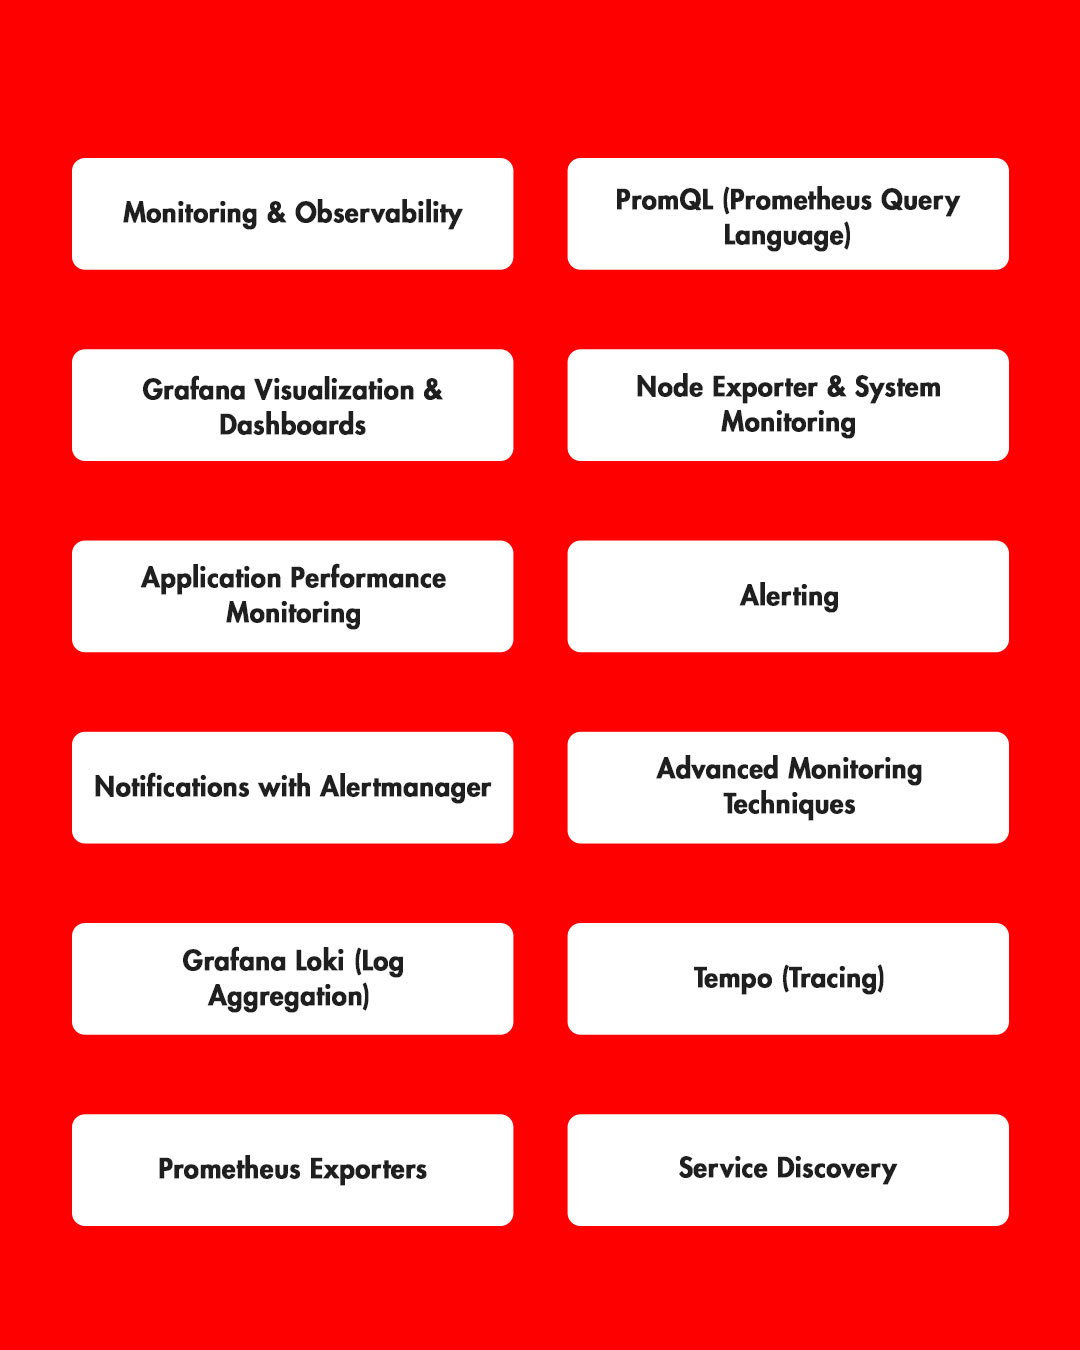 Monitoring & Observability
PromQL (Prometheus Query
Language)
Grafana Visualization &
Dashboards
Node Exporter & System
Monitoring
Application Performance
Monitoring
Alerting
Notifications with Alertmanager
Advanced Monitoring
Techniques
Grafana Loki (Log
Aggregation)
Tempo (Tracing)
Prometheus Exporters
Service Discovery